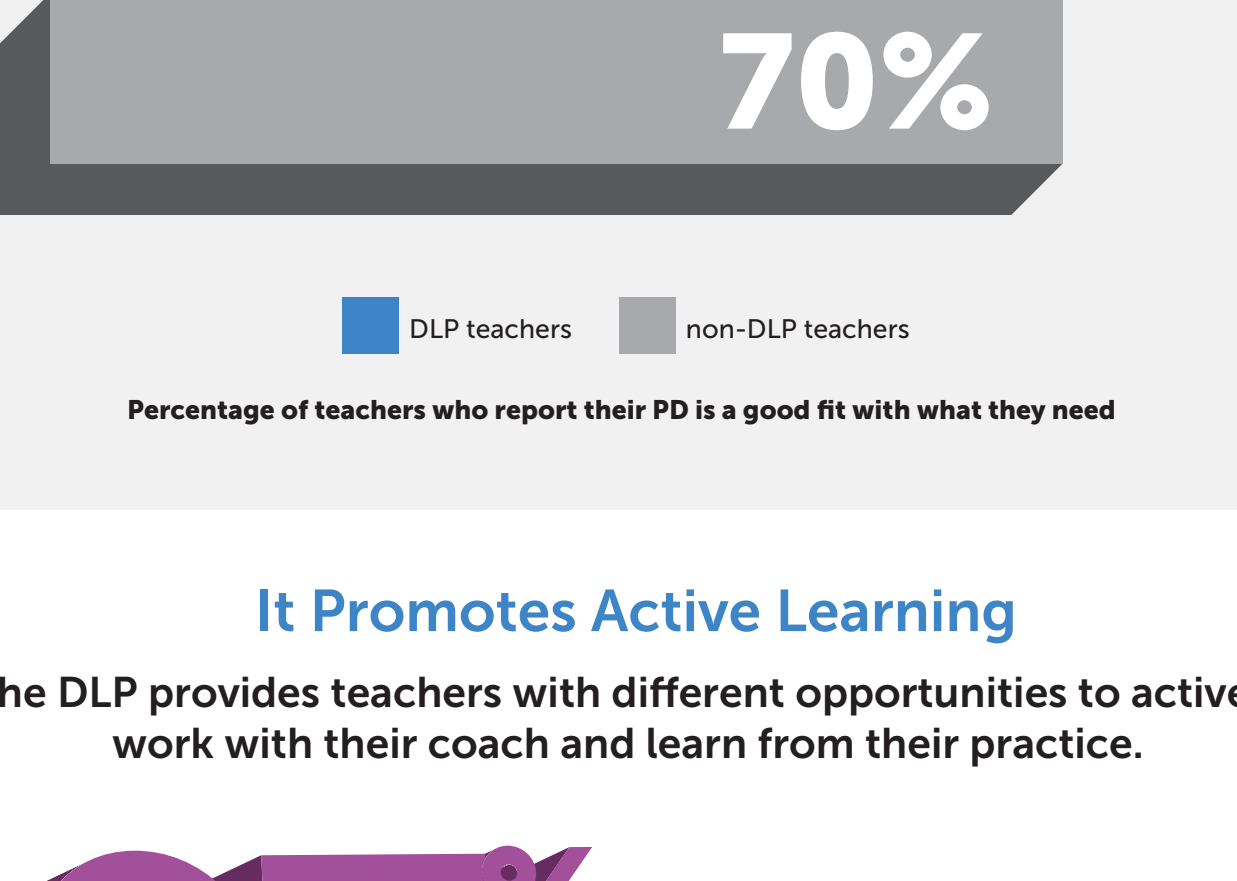 70%
DLP teachers non-DLP teachers
Percentage of teachers who report their PD is a good fit with what they need
It Promotes Active Learning
DLP provides teachers with different opportunities to
work with their coach and learn from their practice.